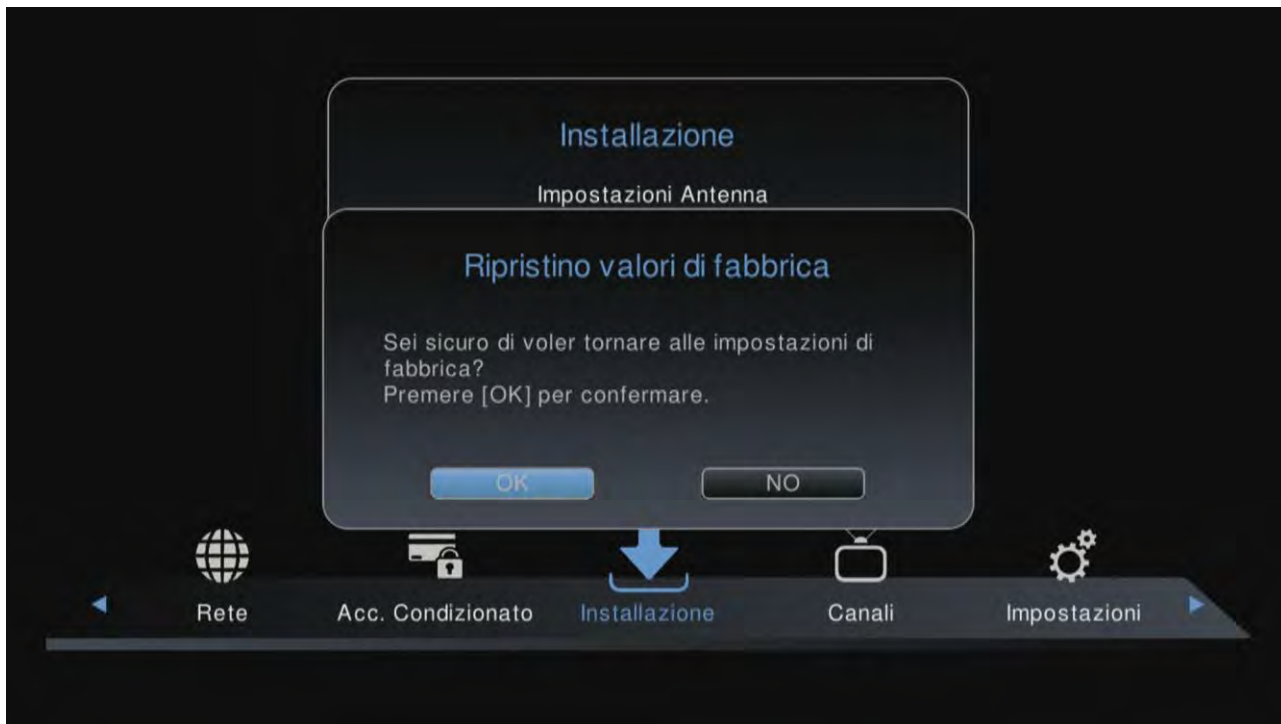 Installazione
Impostazioni Antenna
Ripristino valori di fabbrica
Sei sicuro di voler tornare alle impostazioni di
fabbrica?
Premere [OK] per confermare.
OK
NO
Rete
Acc. Condizionato
Installazione
Canali
Impostazioni